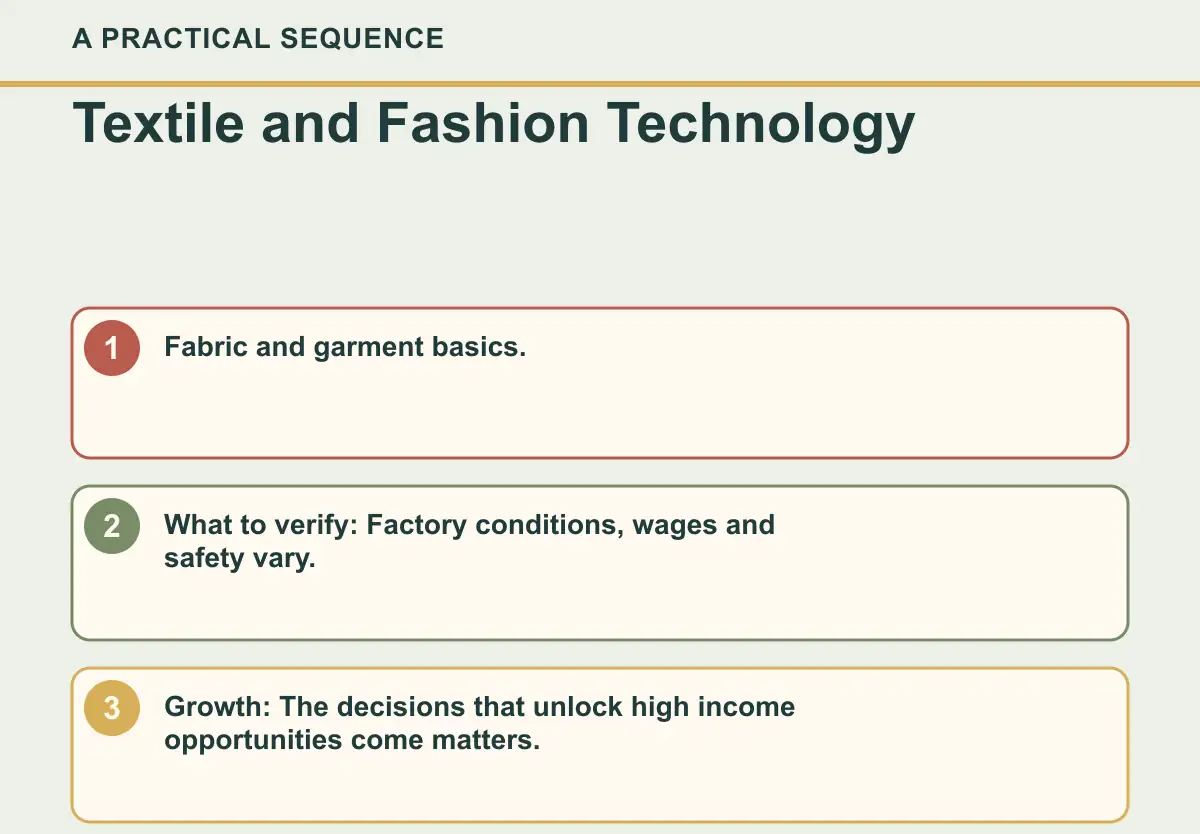 A PRACTICAL SEQUENCE
Textile and Fashion Technology
1
Fabric and garment basics.
2
What to verify: Factory conditions, wages and
safety vary.
3
Growth: The decisions that unlock high income
opportunities come matters.